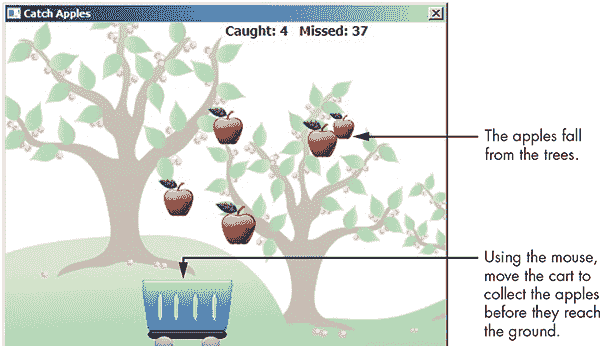 Catch Apples
Caught: 4 Missed: 37
The apples fall
from the trees.
Using the mouse,
move the cart to
collect the apples
before they reach
the ground.